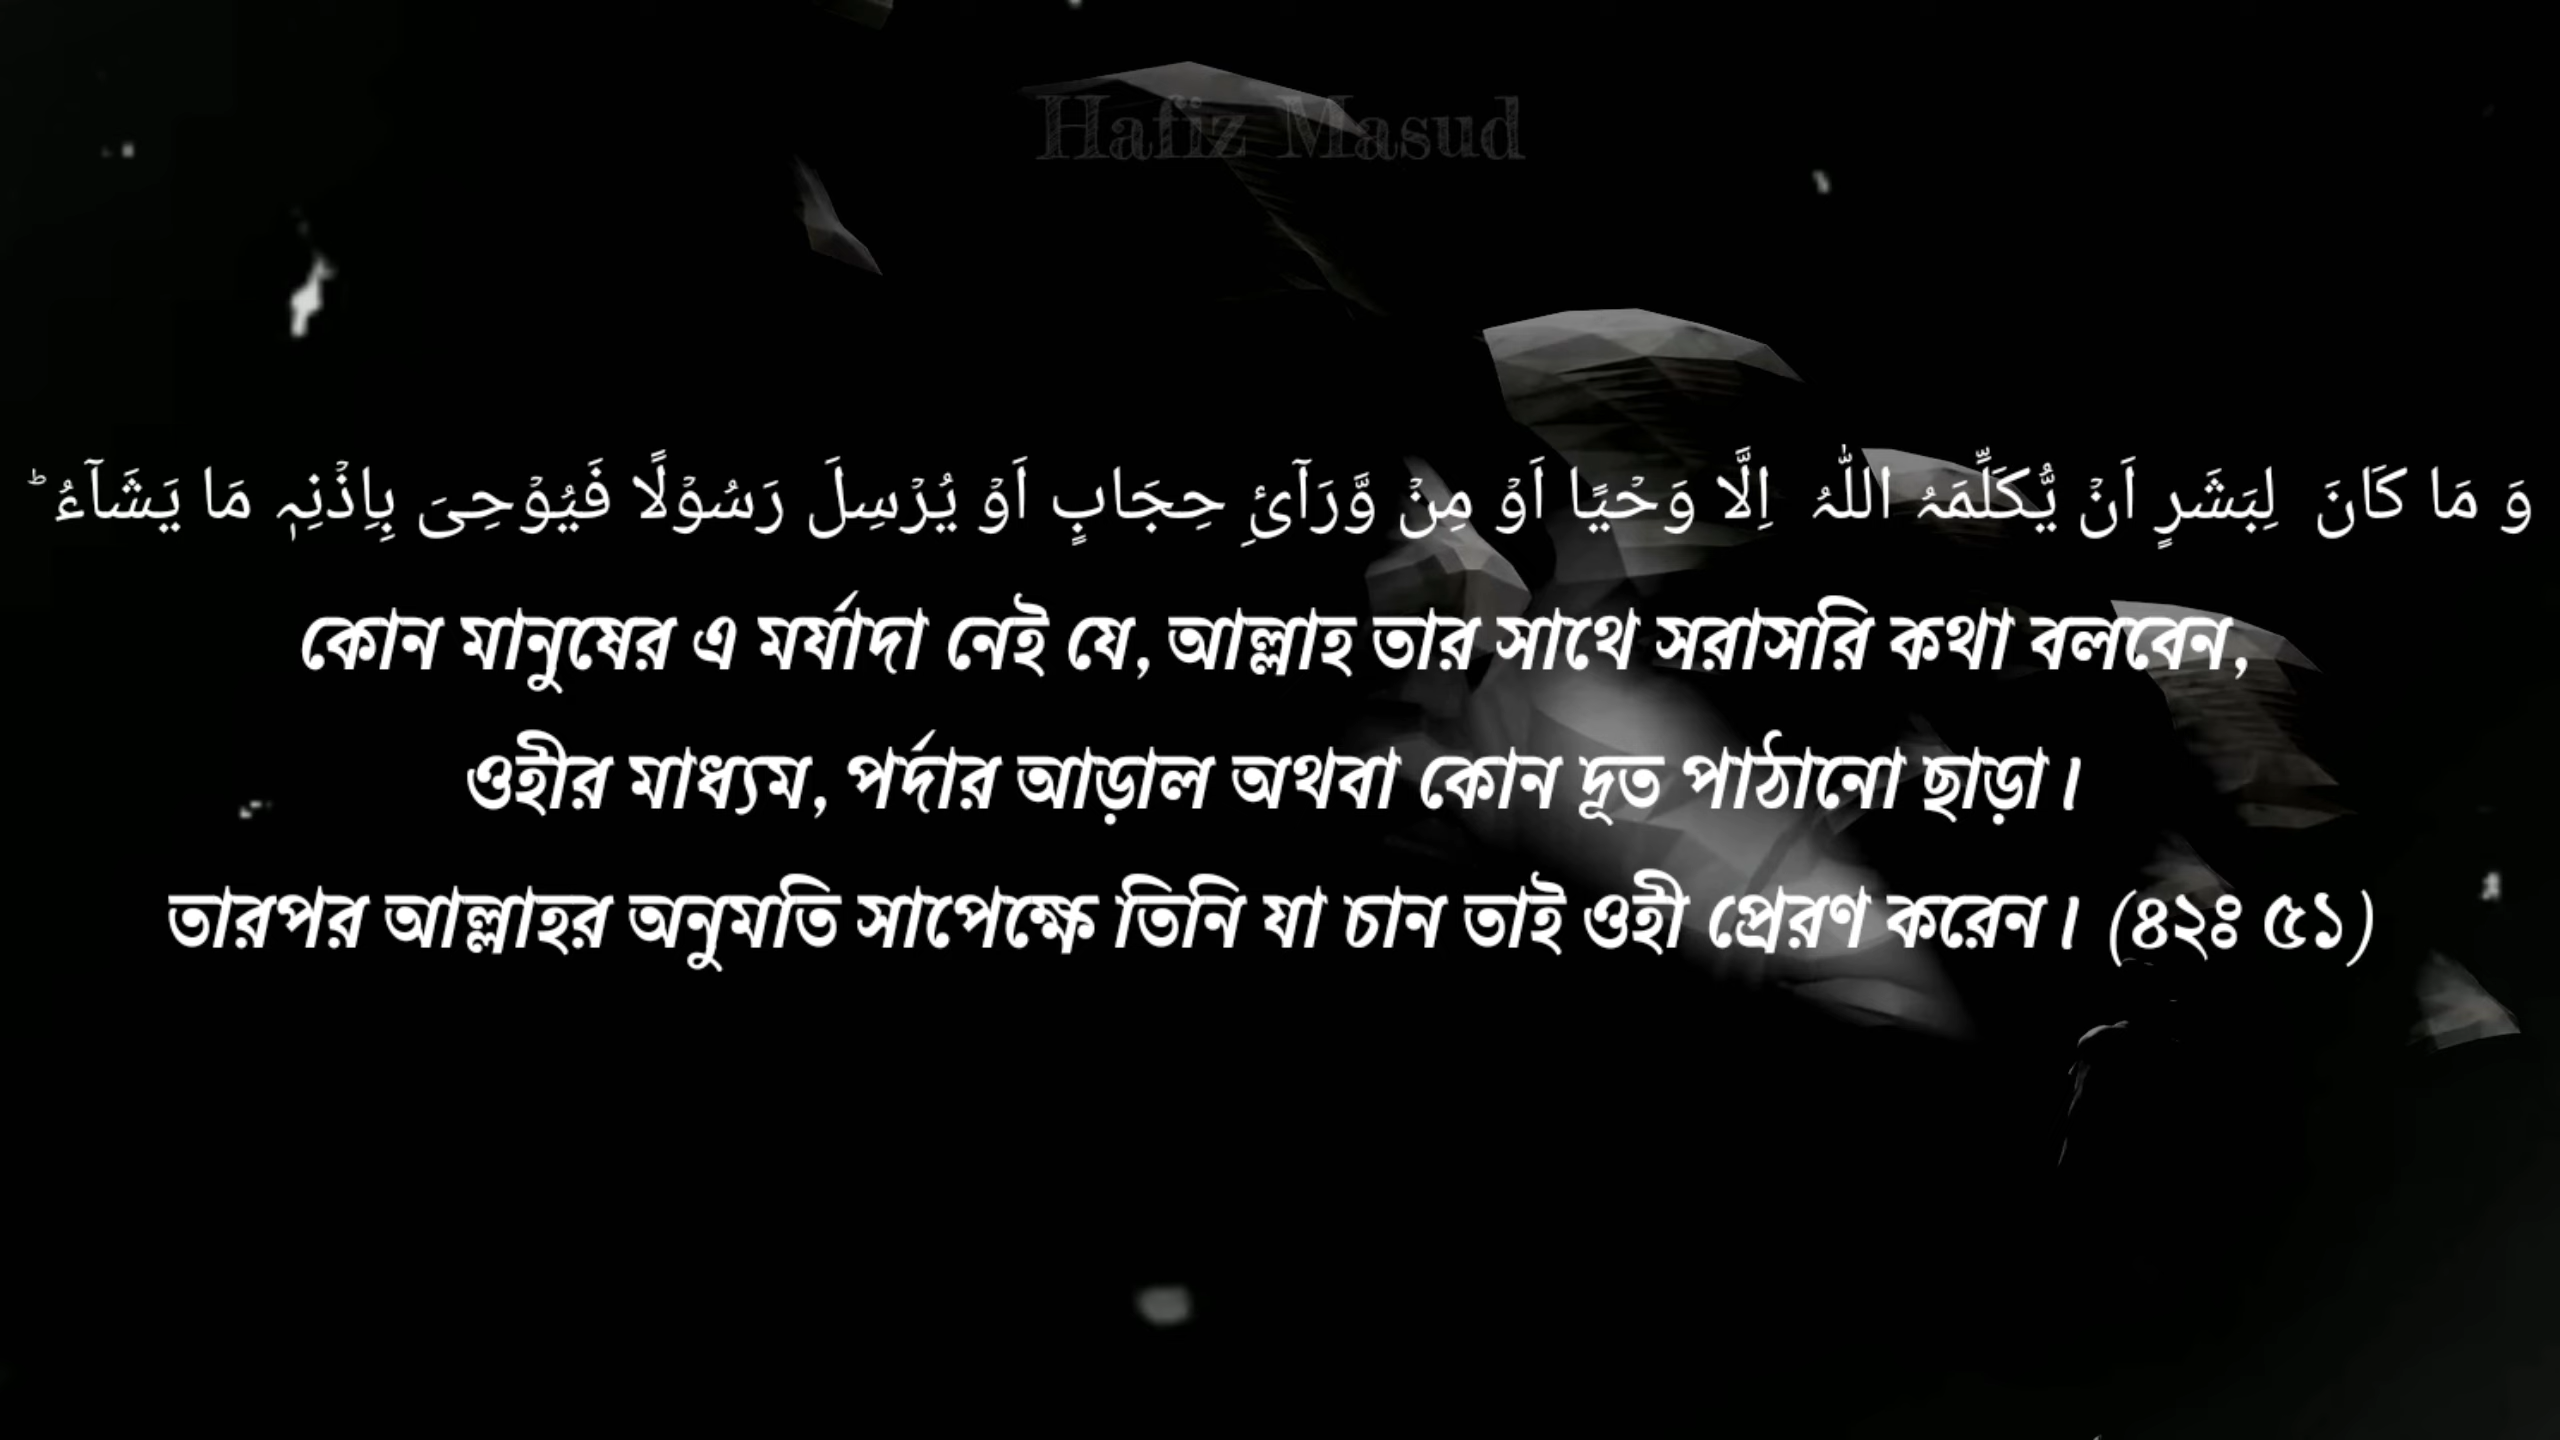 Hafiz Masud
وَ مَا کَانَ لِبَشَرٍ اَنۡ یُّکَلِّمَہُ اللّٰہُ اِلَّا وَحۡیًا اَوۡ مِنۡ وَّرَآیِٔ حِجَابٍ اَوۡ یُرۡسِلَ رَسُوۡلًا فَیُوۡحِیَ بِاِذۡنِہٖ مَا یَشَآءُ ؕ
কোন মানুষের এ মর্যাদা নেই যে, আল্লাহ তার সাথে সরাসরি কথা বলবেন,
ওহীর মাধ্যম, পর্দার আড়াল অথবা কোন দূত পাঠানো ছাড়া।
তারপর আল্লাহর অনুমতি সাপেক্ষে তিনি যা চান তাই ওহী প্রেরণ করেন। (৪২ঃ ৫১)